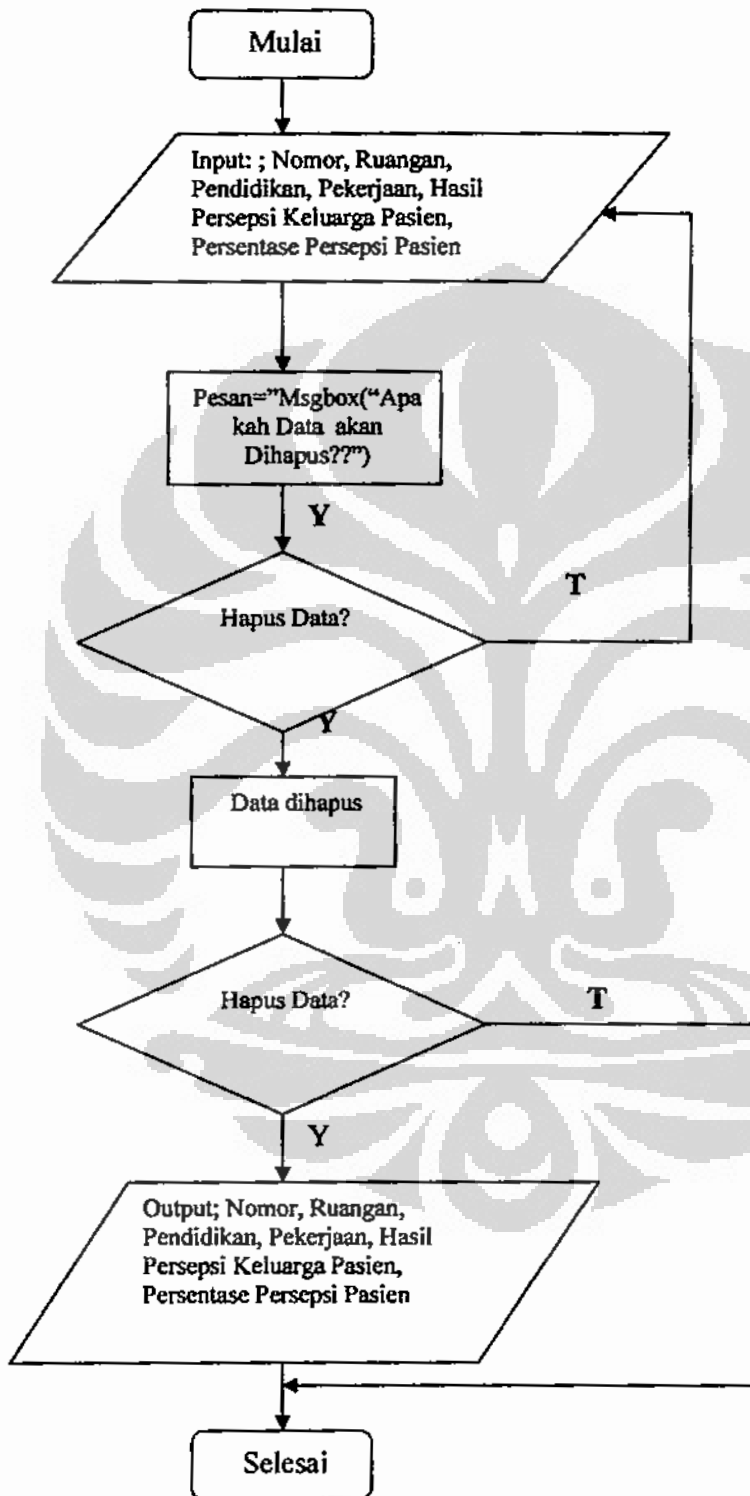 Mulai
Input: ; Nomor, Ruangan,
Pendidikan, Pekerjaan, Hasil
Persepsi Keluarga Pasien,
Persentase Persepsi Pasien
Pesan=”Msgbox(“Apa
kah Data akan
Dihapus??”)
Y
Hapus Data?
T
Y
Data dihapus
Hapus Data?
T
Y
Output; Nomor, Ruangan,
Pendidikan, Pekerjaan, Hasil
Persepsi Keluarga Pasien,
Persentase Persepsi Pasien
Selesai